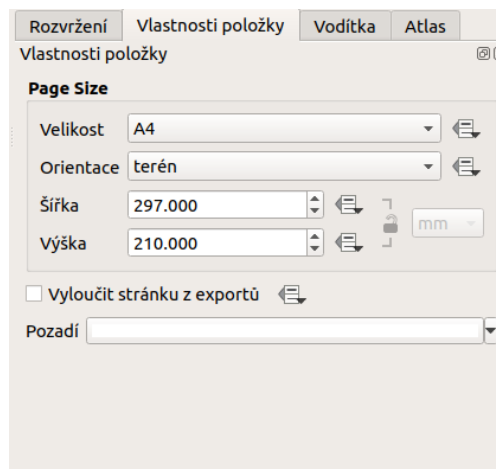 Rozvržení Vlastnosti položky Vodítka Atlas
Vlastnosti položky
Page Size
Velikost A4
Orientace terén
Šířka 297.000
mm
Výška 210.000
Vyloučit stránku z exportů
Pozadí